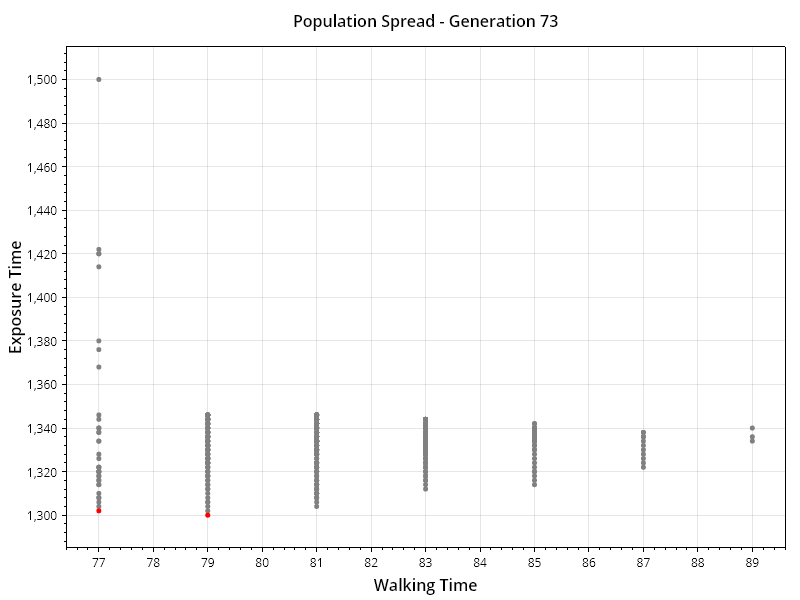 Population Spread - Generation 73
1,500
1,480
1,460
1,440
1,420
1,400
1,380
1,360
1,340
1,320
1,300
Exposure Time
77 78 79 80 81 82 83 84 85 86 87 88 89
Walking Time